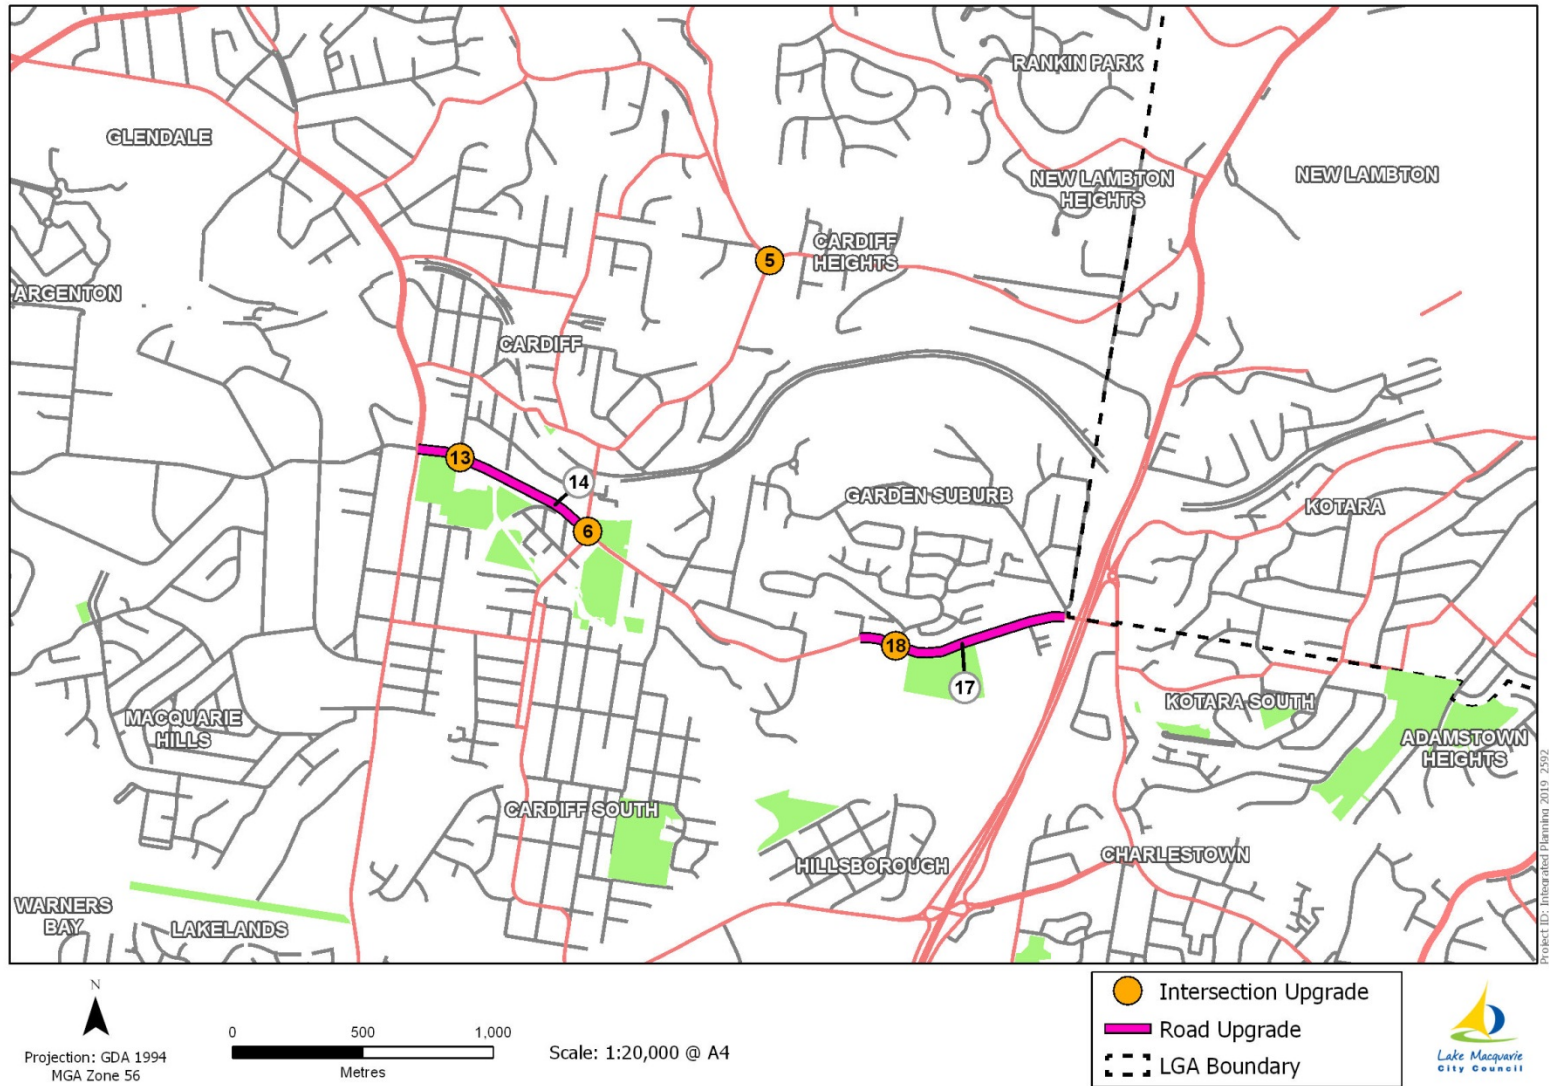 RANKIN PARK
GLENDALE
NEW LAMBTON
HEIGHTS
NEW LAMBTON
CARDIFF
HEIGHTS
5
ARGENTON
CARDIFF
13
14
6
GARDEN SUBURB
KOTARA
18
17
KOTARA SOUTH
MACQUARIE
HILLS
ADAMSTOWN
HEIGHTS
CARDIFF SOUTH
HILLSBOROUGH
CHARLESTOWN
WARNERS
BAY
LAKELANDS
Project ID: Integrated Planning 2019_2592
N
Projection: GDA 1994
MGA Zone 56
0 500 1,000
Metres
Scale: 1:20,000 @ A4
Intersection Upgrade
Road Upgrade
LGA Boundary
Lake Macquarie
City Council